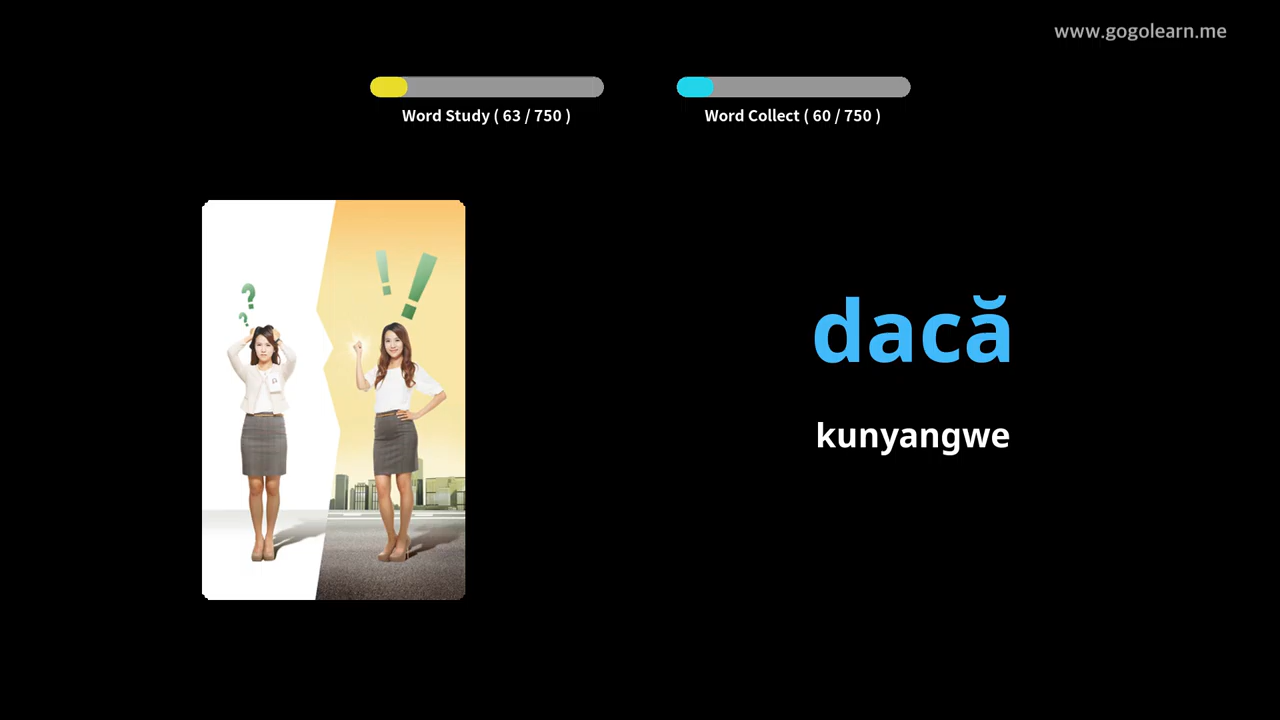 www.gogolearn.me
Word Study ( 63 / 750 )
Word Collect ( 60 / 750 )
? ?
! !
dacă
kunyangwe